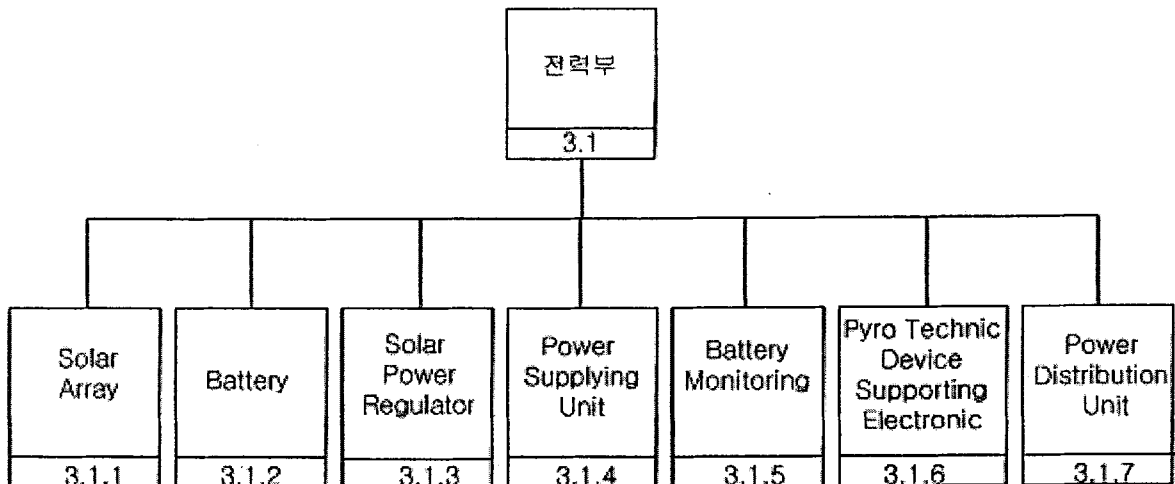 전력부
3.1
Solar
Array
3.1.1
Battery
3.1.2
Solar
Power
Regulator
3.1.3
Power
Supplying
Unit
3.1.4
Battery
Monitoring
3.1.5
Pyro Technic
Device
Supporting
Electronic
3.1.6
Power
Distribution
Unit
3.1.7